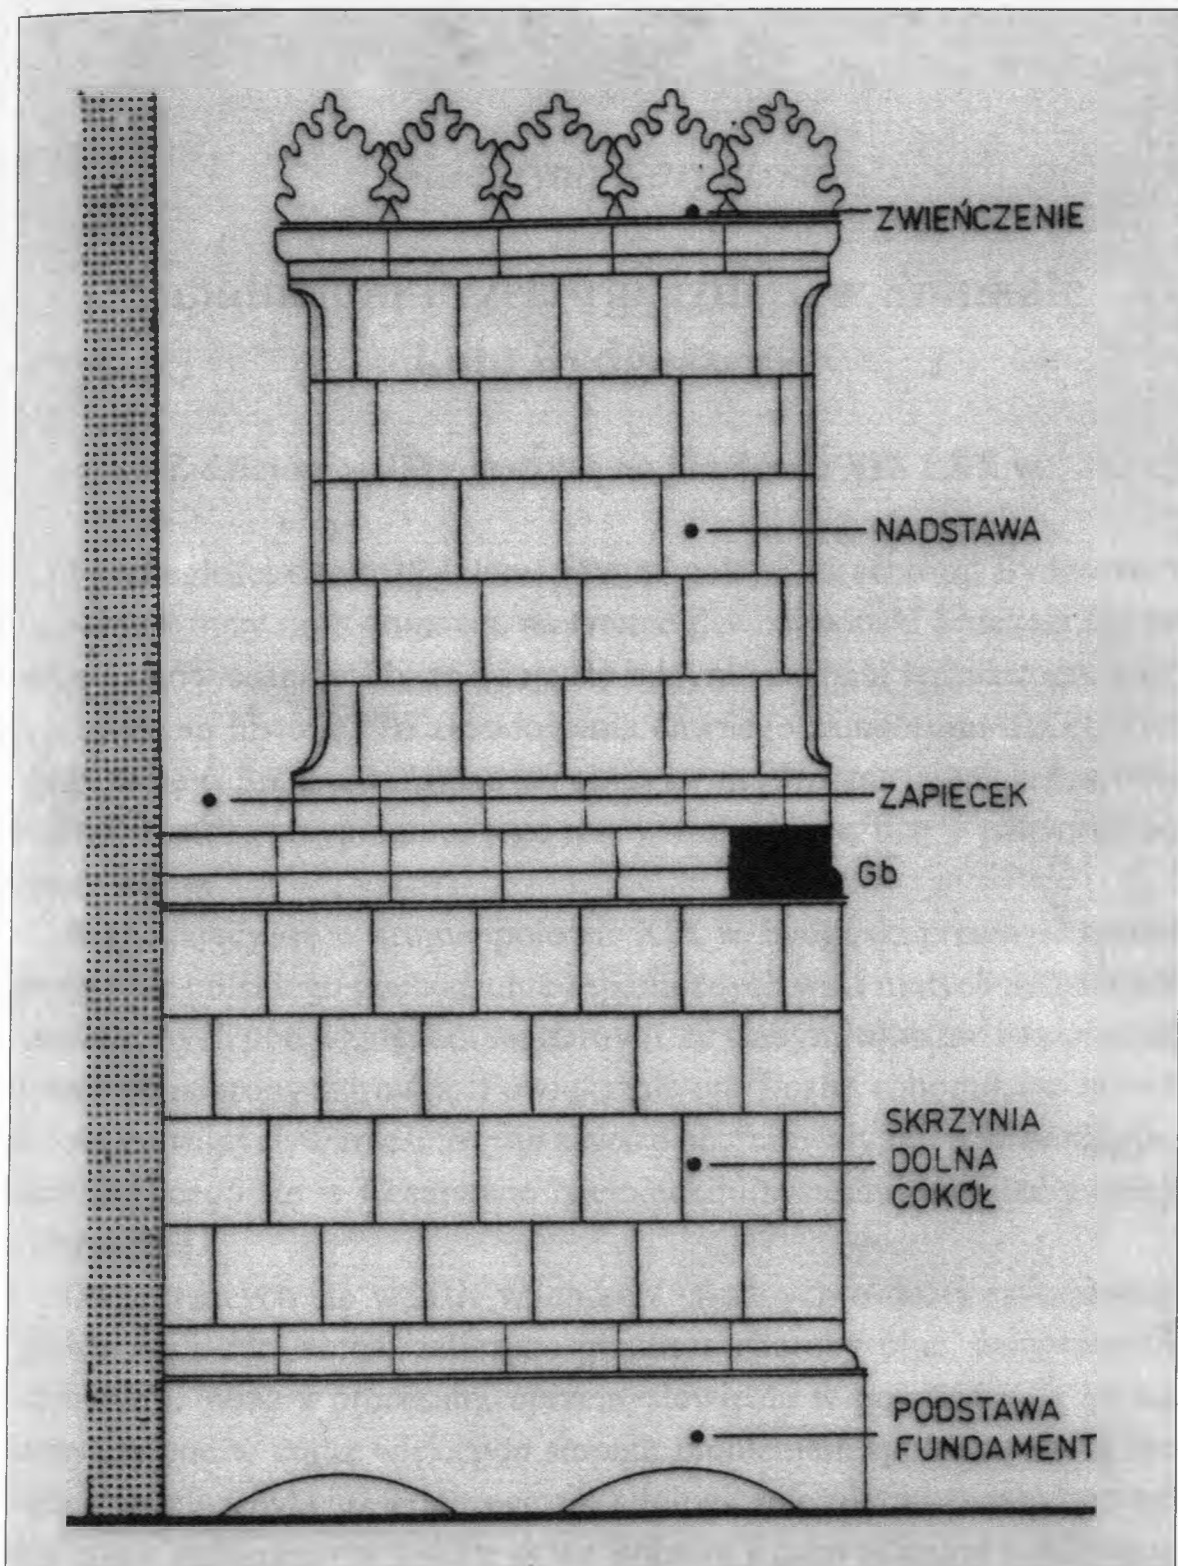 ZWIEŃCZENIE
NADSTAWA
ZAPIECEK
Gb
SKRZYNIA
DOLNA
COKÓŁ
PODSTAWA
FUNDAMENT